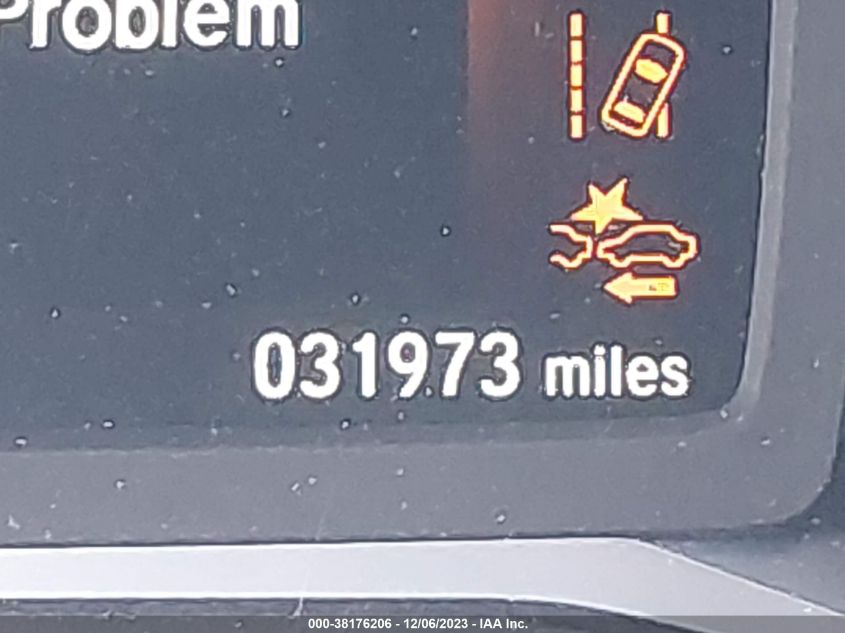 Problem
031973 miles
000-38176206 - 12/06/2023 - IAA Inc.